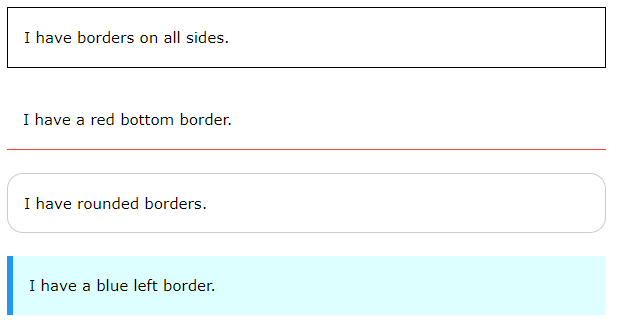 I have borders on all sides.
I have a red bottom border.
I have rounded borders.
I have a blue left border.